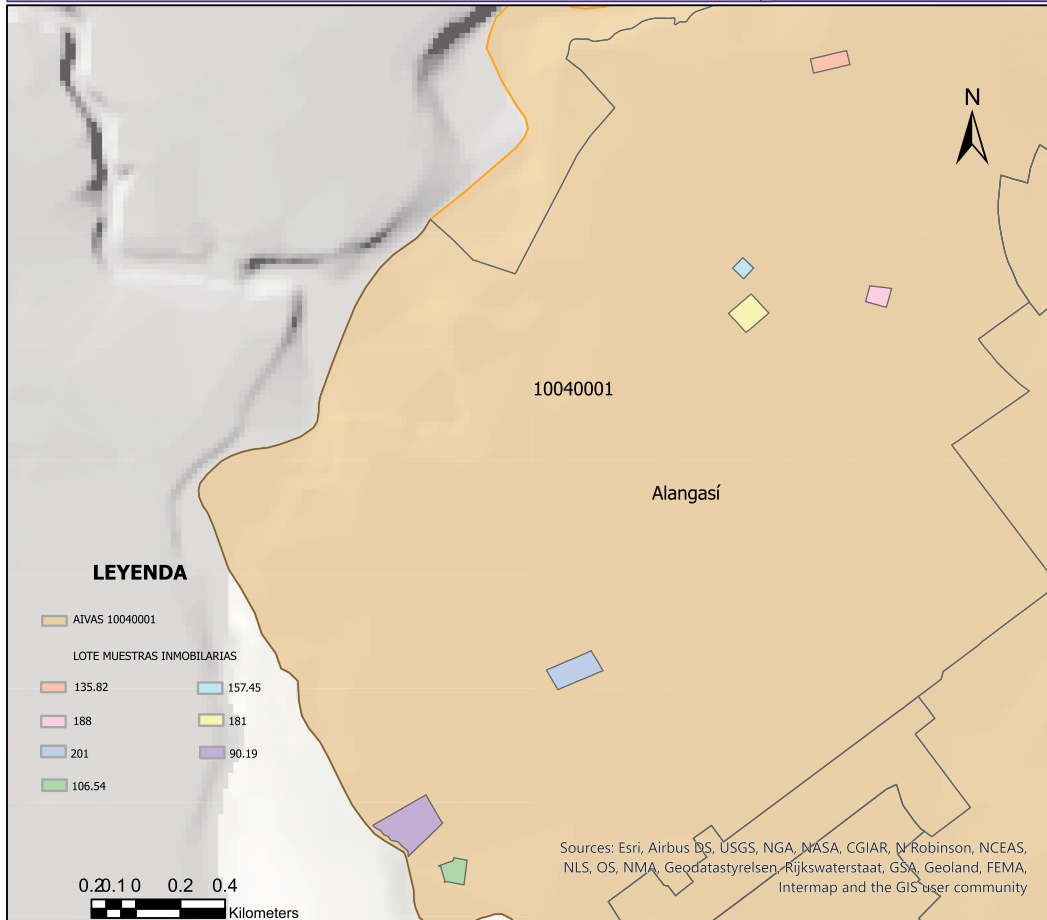 N
10040001
Alangasí
LEYENDA
AIVAS 10040001
LOTE MUESTRAS INMOBILIARIAS
135.82
157.45
188
181
201
90.19
106.54
Sources: Esri, Airbus DS, USGS, NGA, NASA, CGIAR, N Robinson, NCEAS,
NLS, OS, NMA, Geodatastyrelsen, Rijkswaterstaat, GSA, Geoland, FEMA,
Intermap and the GIS user community
0.2 0.1 0 0.2 0.4
Kilometers